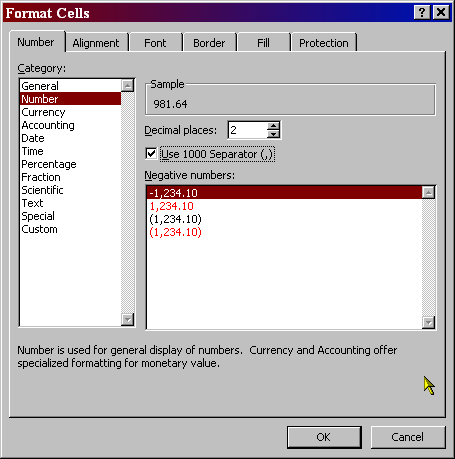 Format Cells
Number Alignment Font Border Fill Protection
Category:
General
Number
Currency
Accounting
Date
Time
Percentage
Fraction
Scientific
Text
Special
Custom
Sample
981.64
Decimal places: 2
Use 1000 Separator (,)
Negative numbers:
-1,234.10
1,234.10
(1,234.10)
(1,234.10)
Number is used for general display of numbers. Currency and Accounting offer
specialized formatting for monetary value.
OK Cancel